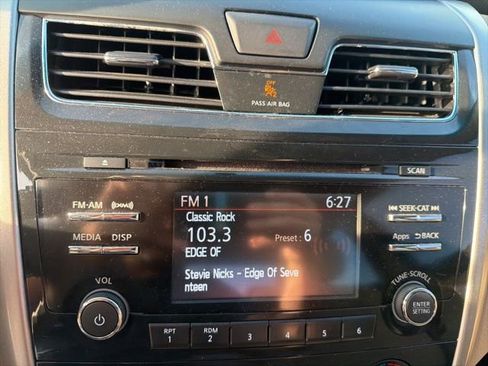 OFF
PASS AIR BAG
SCAN
FM-AM
(((XM)))
FM 1
6:27
SEEK-CAT
Classic Rock
103.3
Preset : 6
EDGE OF
MEDIA
DISP
Apps
BACK
Stevie Nicks - Edge Of Seve
nteen
VOL
TUNE-SCROLL
ENTER
SETTING
RPT
1
RDM
2
3
4
5
6